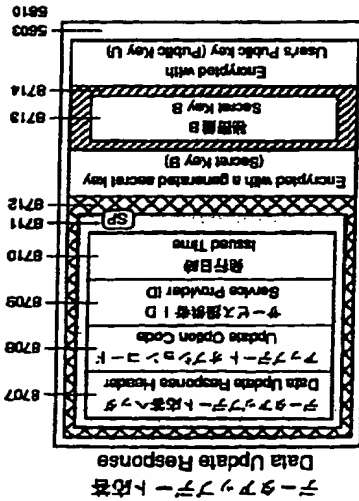 データアップデート応答
Data Update Response
データアップデート応答ヘッダ
Data Update Response Header
8707
アップデートオプションコード
Update Option Code
8708
サービス提供者ID
Service Provider ID
8709
発行日時
Issued Time
8710
SP
8711
8712
Encrypted with a generated secret key
(Secret Key B)
秘密鍵B
Secret Key B
8713
8714
Encrypted with
User's Public key (Public Key U)
5603
5810